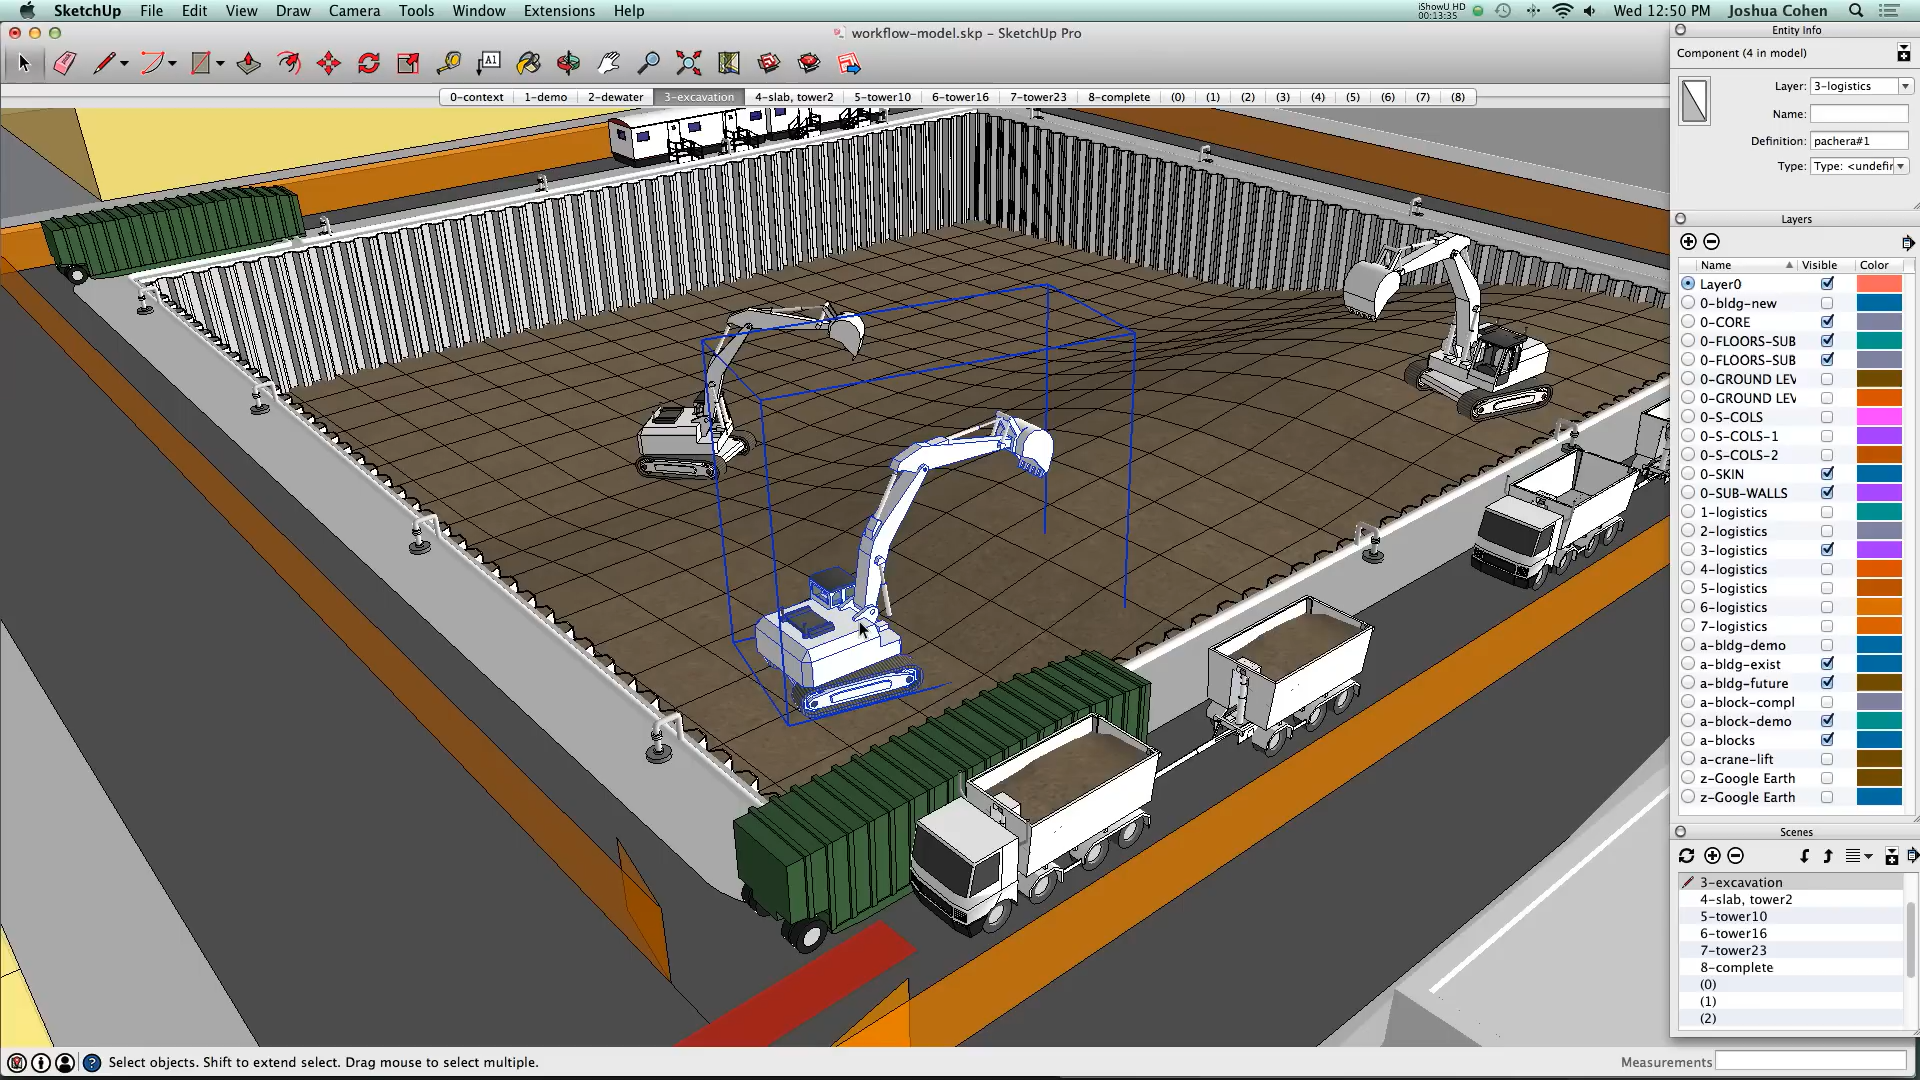 SketchUp File Edit View Draw Camera Tools Window Extensions Help
iShowU HD
00:13:35
Wed 12:50 PM Joshua Cohen
workflow-model.skp - SketchUp Pro
A1
0-context 1-demo 2-dewater 3-excavation 4-slab, tower2 5-tower10 6-tower16 7-tower23 8-complete (0) (1) (2) (3) (4) (5) (6) (7) (8)
Entity Info
Component (4 in model)
Layer: 3-logistics
Name:
Definition: pachera#1
Type: Type: <undefir
Layers
Name Visible Color
Layer0
0-bldg-new
0-CORE
0-FLOORS-SUB
0-FLOORS-SUB
0-GROUND LEV
0-GROUND LEV
0-S-COLS
0-S-COLS-1
0-S-COLS-2
0-SKIN
0-SUB-WALLS
1-logistics
2-logistics
3-logistics
4-logistics
5-logistics
6-logistics
7-logistics
a-bldg-demo
a-bldg-exist
a-bldg-future
a-block-compl
a-block-demo
a-blocks
a-crane-lift
z-Google Earth
z-Google Earth
Scenes
3-excavation
4-slab, tower2
5-tower10
6-tower16
7-tower23
8-complete
(0)
(1)
(2)
Select objects. Shift to extend select. Drag mouse to select multiple.
Measurements